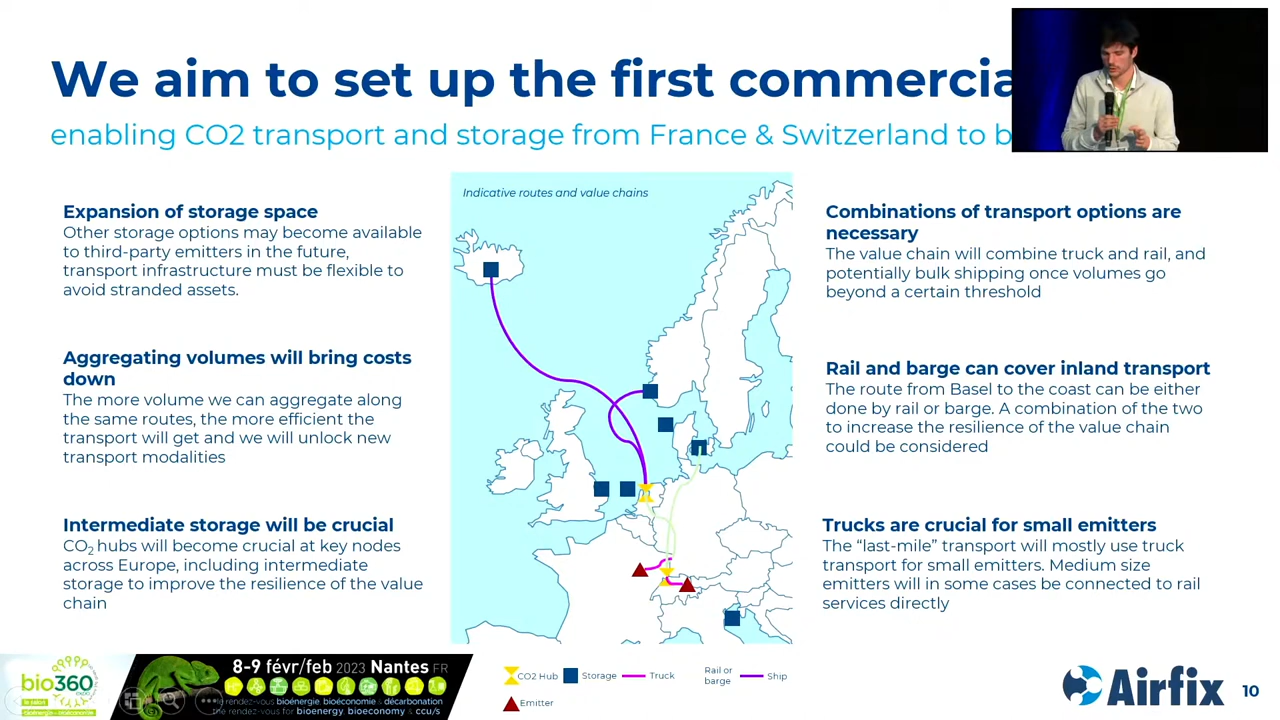 We aim to set up the first commercia
enabling CO2 transport and storage from France & Switzerland to b
Expansion of storage space
Other storage options may become available
to third-party emitters in the future,
transport infrastructure must be flexible to
avoid stranded assets.
Aggregating volumes will bring costs
down
The more volume we can aggregate along
the same routes, the more efficient the
transport will get and we will unlock new
transport modalities
Intermediate storage will be crucial
CO₂ hubs will become crucial at key nodes
across Europe, including intermediate
storage to improve the resilience of the value
chain
Indicative routes and value chains
Combinations of transport options are
necessary
The value chain will combine truck and rail, and
potentially bulk shipping once volumes go
beyond a certain threshold
Rail and barge can cover inland transport
The route from Basel to the coast can be either
done by rail or barge. A combination of the two
to increase the resilience of the value chain
could be considered
Trucks are crucial for small emitters
The “last-mile” transport will mostly use truck
transport for small emitters. Medium size
emitters will in some cases be connected to rail
services directly
CO2 Hub
Storage
Truck
Rail or
barge
Ship
Emitter
bio360
expo
le salon
8-9 févr/feb 2023 Nantes FR
le rendez-vous bioénergie, bioéconomie & décarbonation
the rendez-vous for bioenergy, bioeconomy & ccu/s
Airfix
10